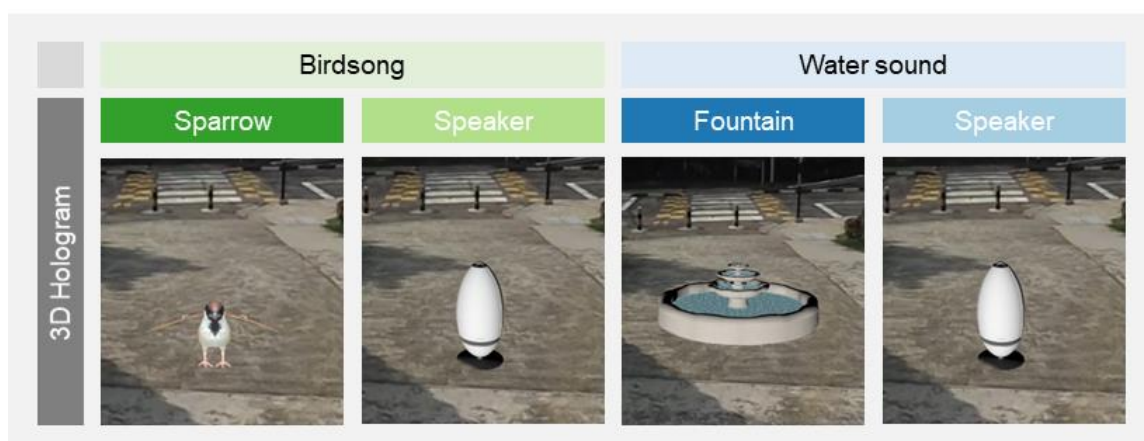 Birdsong
Water sound
Sparrow
Speaker
Fountain
Speaker
3D Hologram